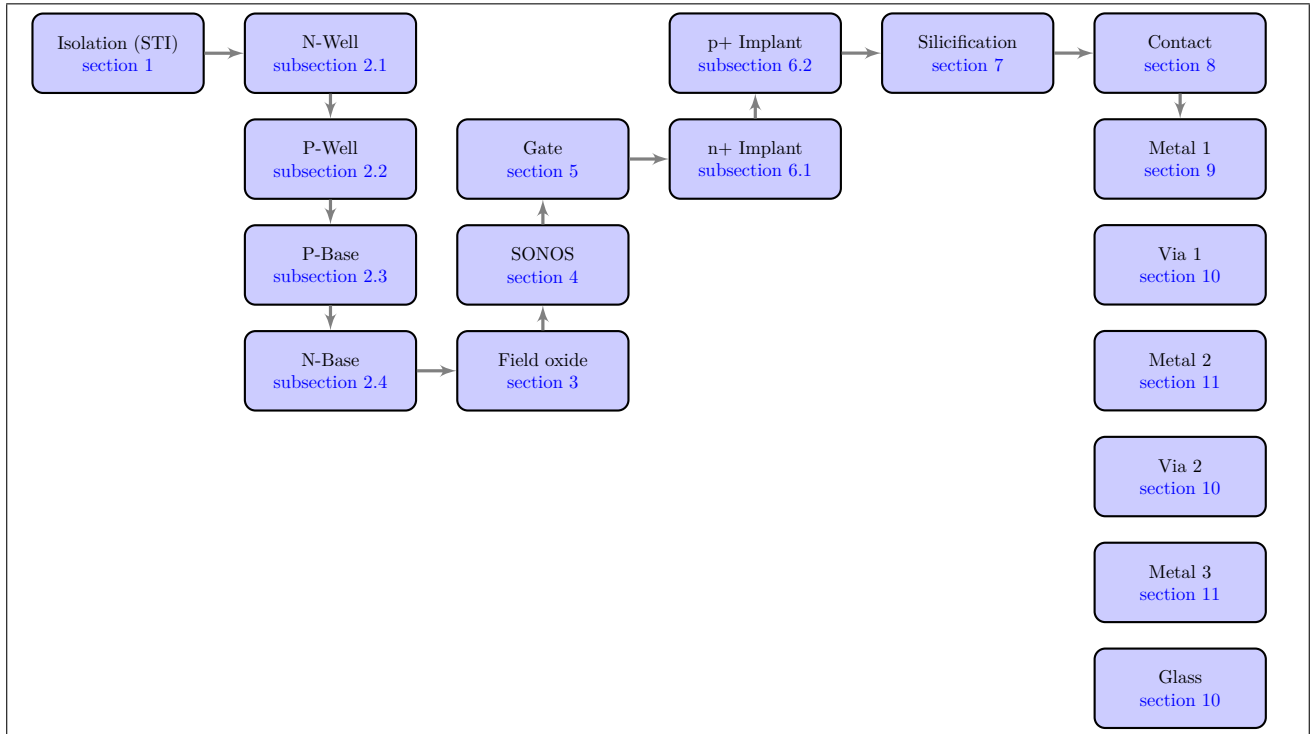 Isolation (STI)
section 1
N-Well
subsection 2.1
P-Well
subsection 2.2
P-Base
subsection 2.3
N-Base
subsection 2.4
Field oxide
section 3
SONOS
section 4
Gate
section 5
n+ Implant
subsection 6.1
p+ Implant
subsection 6.2
Silicification
section 7
Contact
section 8
Metal 1
section 9
Via 1
section 10
Metal 2
section 11
Via 2
section 10
Metal 3
section 11
Glass
section 10